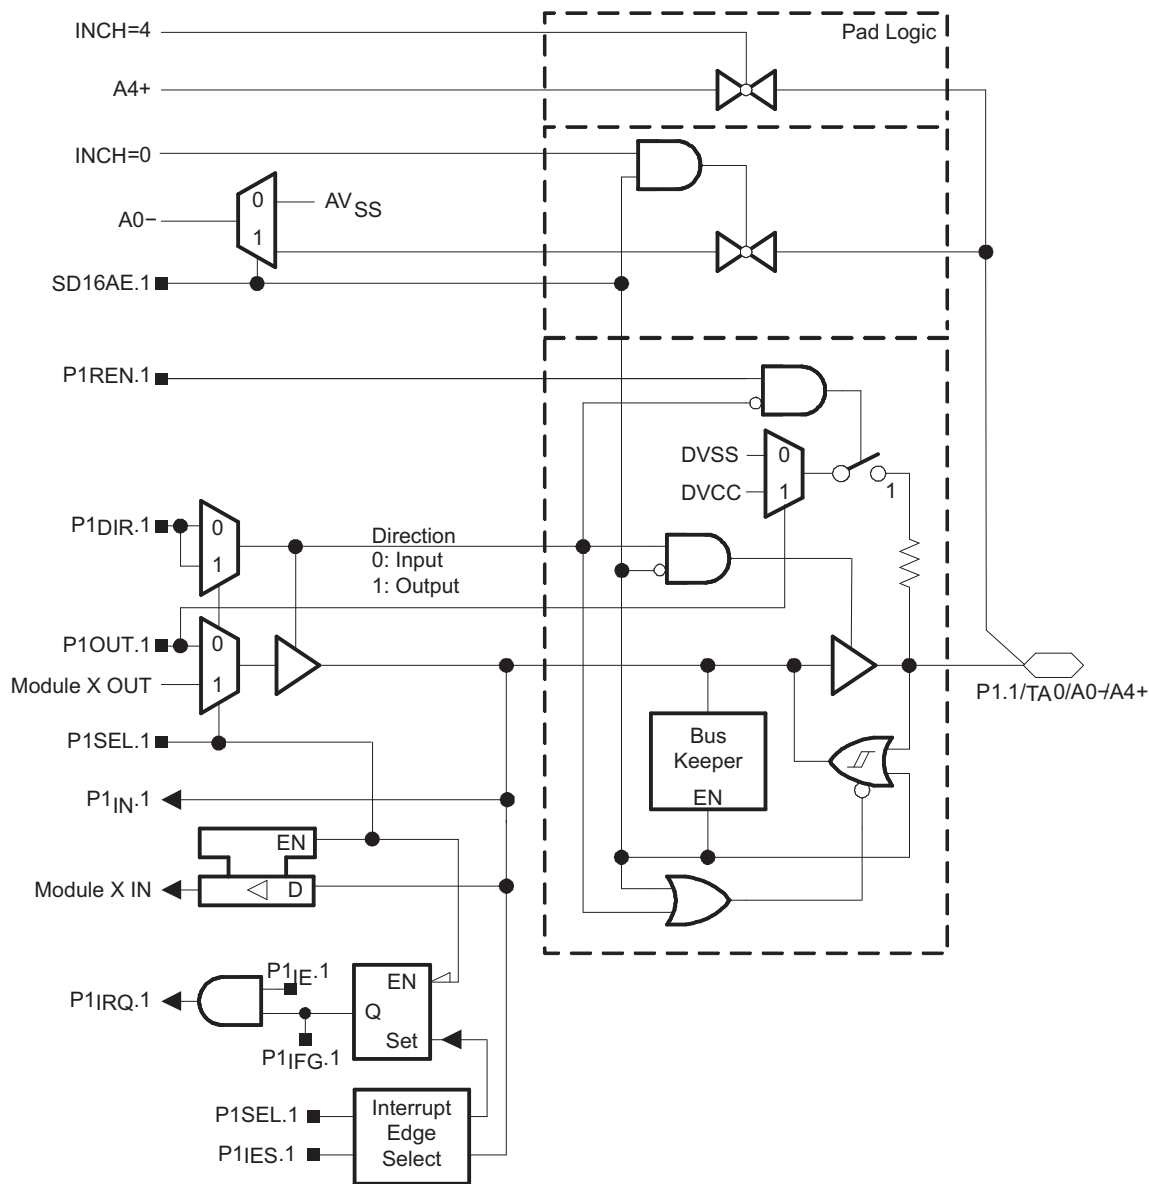 INCH=4
Pad Logic
A4+
INCH=0
0
AVSS
A0−
1
SD16AE.1
P1REN.1
DVSS
0
DVCC
1
1
P1DIR.1
0
Direction
0: Input
1: Output
1
P1OUT.1
0
Module X OUT
1
P1.1/TA0/A0−/A4+
P1SEL.1
Bus
Keeper
EN
P1IN.1
EN
Module X IN
D
P1IE.1
EN
P1IRQ.1
Q
Set
P1IFG.1
P1SEL.1
Interrupt
Edge
Select
P1IES.1